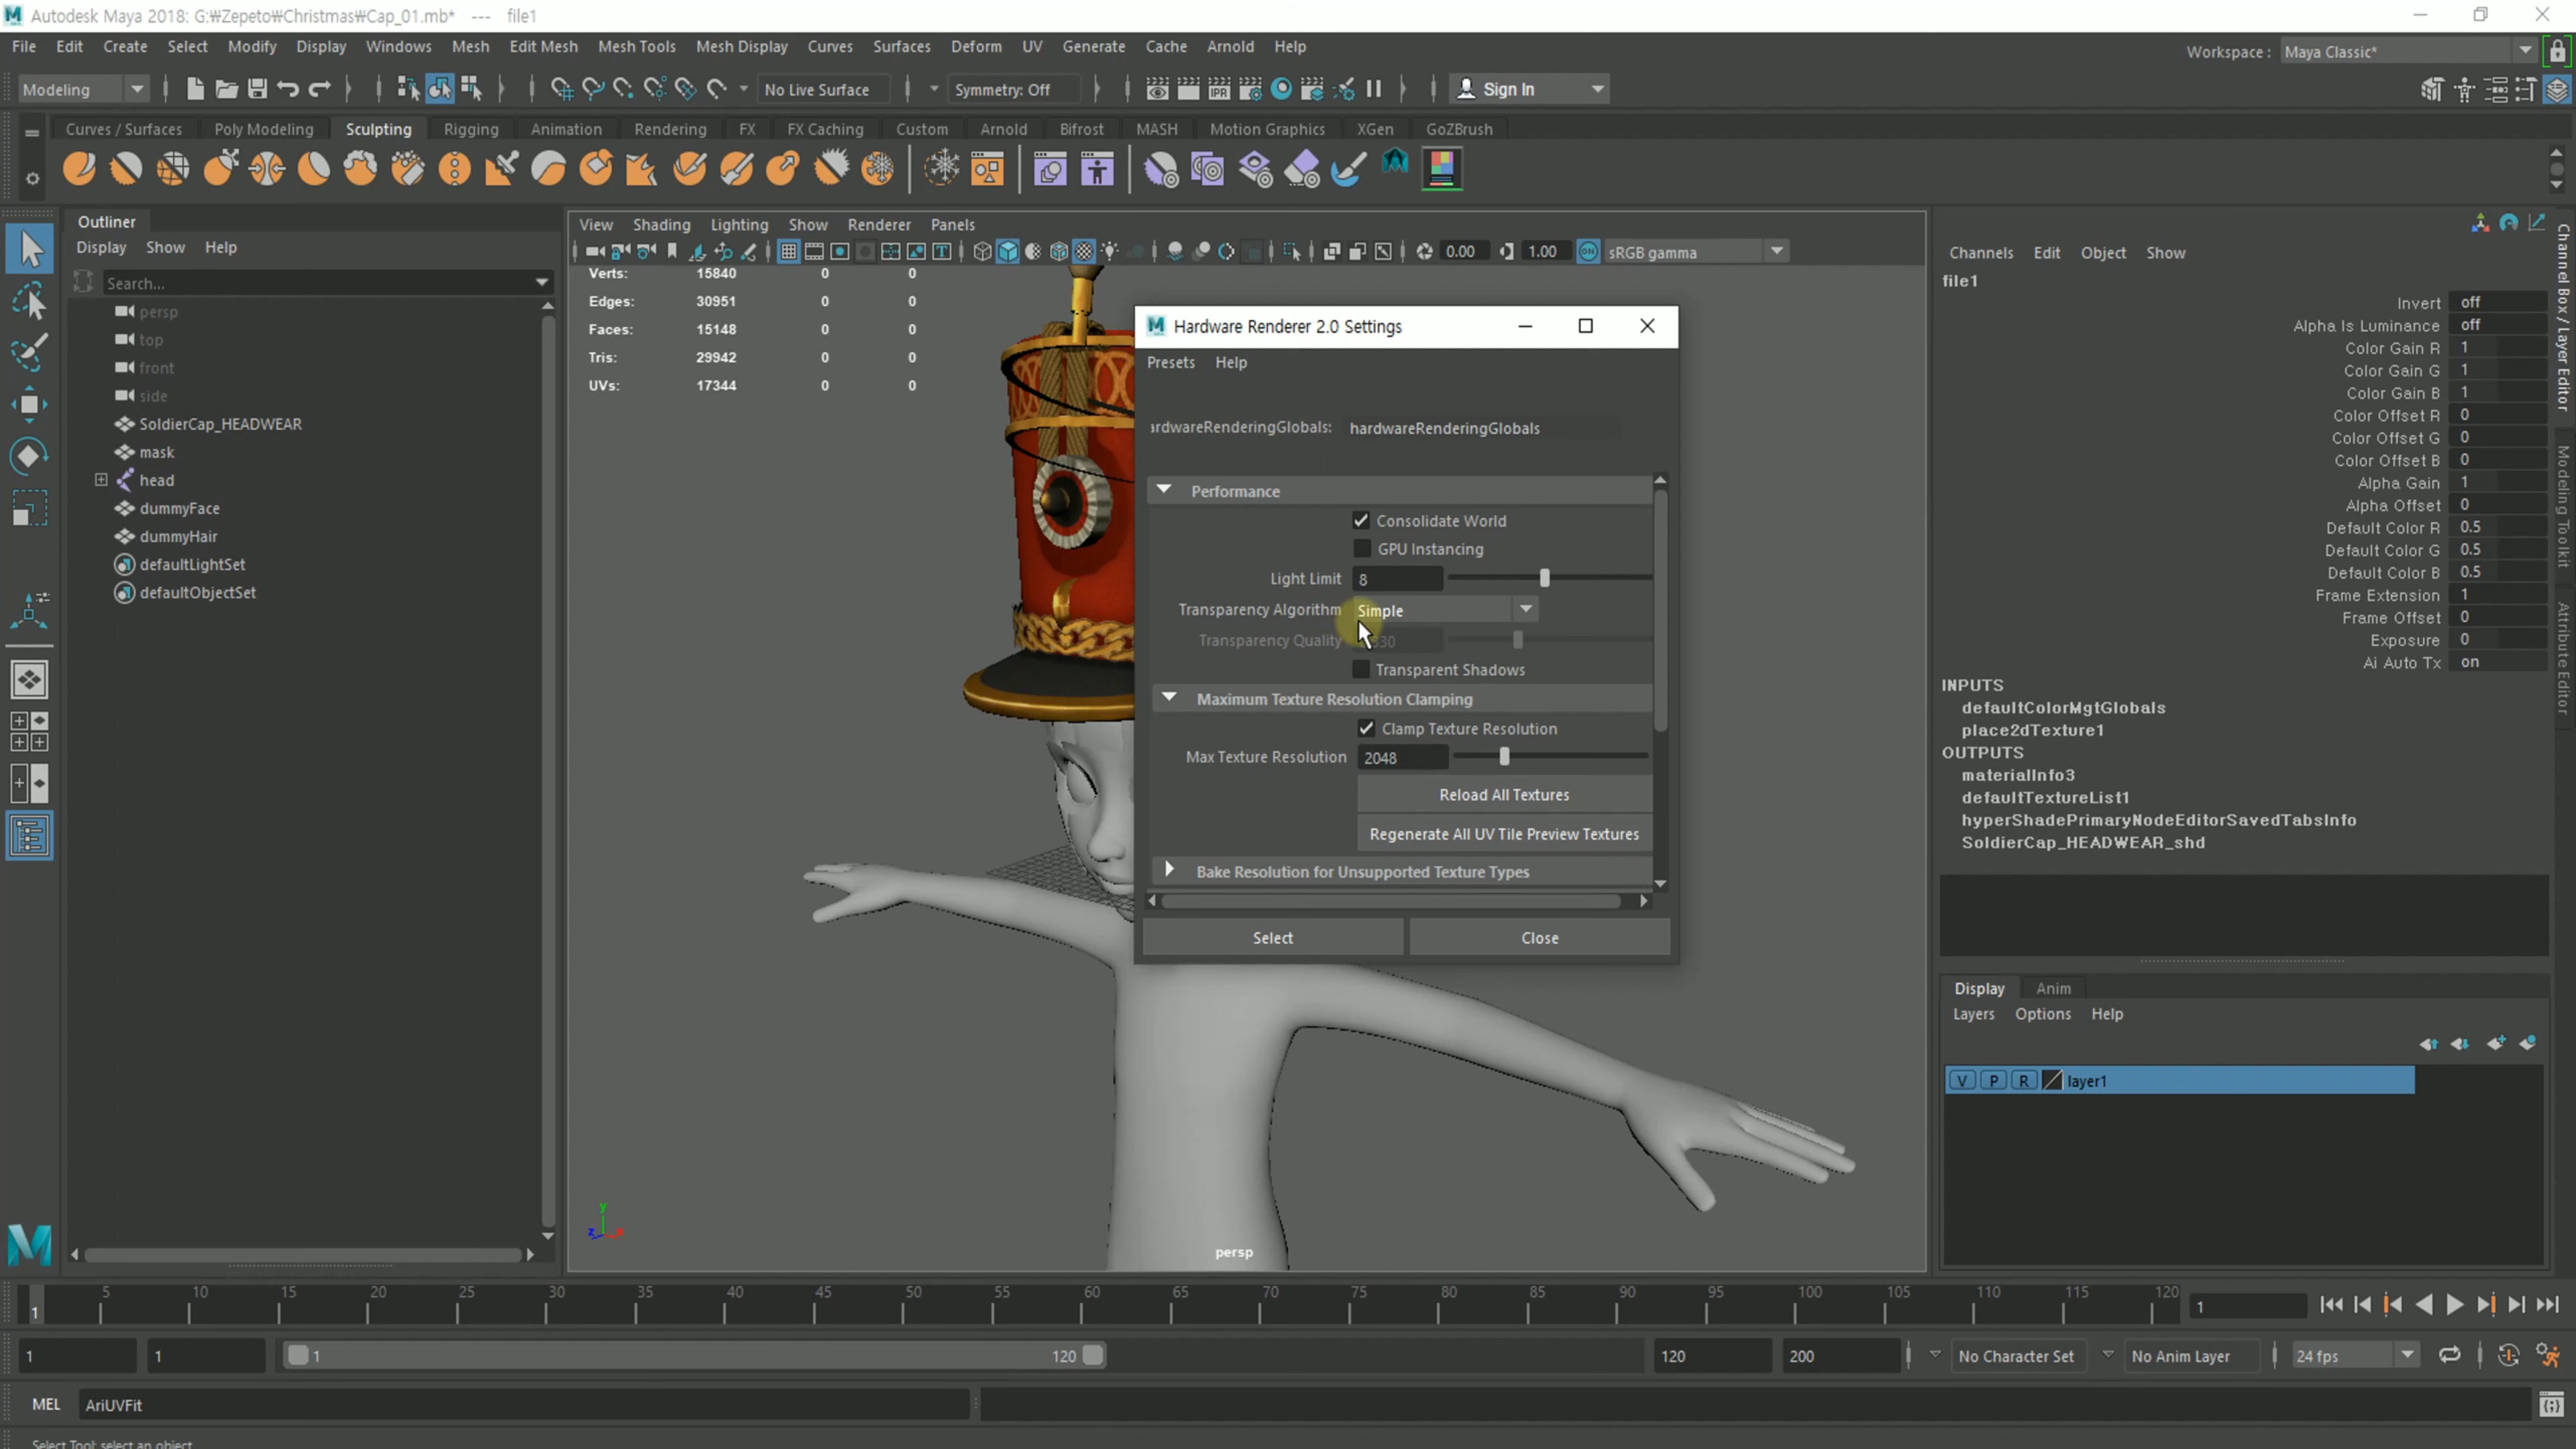 Autodesk Maya 2018: G:₩Zepeto₩Christmas₩Cap_01.mb* --- file1
File Edit Create Select Modify Display Windows Mesh Edit Mesh Mesh Tools Mesh Display Curves Surfaces Deform UV Generate Cache Arnold Help
Workspace : Maya Classic*
Modeling
No Live Surface
Symmetry: Off
IPR
Sign In
Curves / Surfaces Poly Modeling Sculpting Rigging Animation Rendering FX FX Caching Custom Arnold Bifrost MASH Motion Graphics XGen GoZBrush
Outliner
Display Show Help
Search...
persp
top
front
side
SoldierCap_HEADWEAR
mask
head
dummyFace
dummyHair
defaultLightSet
defaultObjectSet
View Shading Lighting Show Renderer Panels
0.00 1.00 ON sRGB gamma
Verts: 15840 0 0
Edges: 30951 0 0
Faces: 15148 0 0
Tris: 29942 0 0
UVs: 17344 0 0
y
z x
persp
Hardware Renderer 2.0 Settings
Presets Help
ardwareRenderingGlobals: hardwareRenderingGlobals
Performance
Consolidate World
GPU Instancing
Light Limit 8
Transparency Algorithm Simple
Transparency Quality
Transparent Shadows
Maximum Texture Resolution Clamping
Clamp Texture Resolution
Max Texture Resolution 2048
Reload All Textures
Regenerate All UV Tile Preview Textures
Bake Resolution for Unsupported Texture Types
Select Close
Channels Edit Object Show
file1
Invert off
Alpha Is Luminance off
Color Gain R 1
Color Gain G 1
Color Gain B 1
Color Offset R 0
Color Offset G 0
Color Offset B 0
Alpha Gain 1
Alpha Offset 0
Default Color R 0.5
Default Color G 0.5
Default Color B 0.5
Frame Extension 1
Frame Offset 0
Exposure 0
Ai Auto Tx on
INPUTS
defaultColorMgtGlobals
place2dTexture1
OUTPUTS
materialInfo3
defaultTextureList1
hyperShadePrimaryNodeEditorSavedTabsInfo
SoldierCap_HEADWEAR_shd
Display Anim
Layers Options Help
V P R layer1
Channel Box / Layer Editor
Modeling Toolkit
Attribute Editor
1 5 10 15 20 25 30 35 40 45 50 55 60 65 70 75 80 85 90 95 100 105 110 115 120
1
1 1 1 120 120 200 No Character Set No Anim Layer 24 fps
MEL AriUVFit
Select Tool: select an object